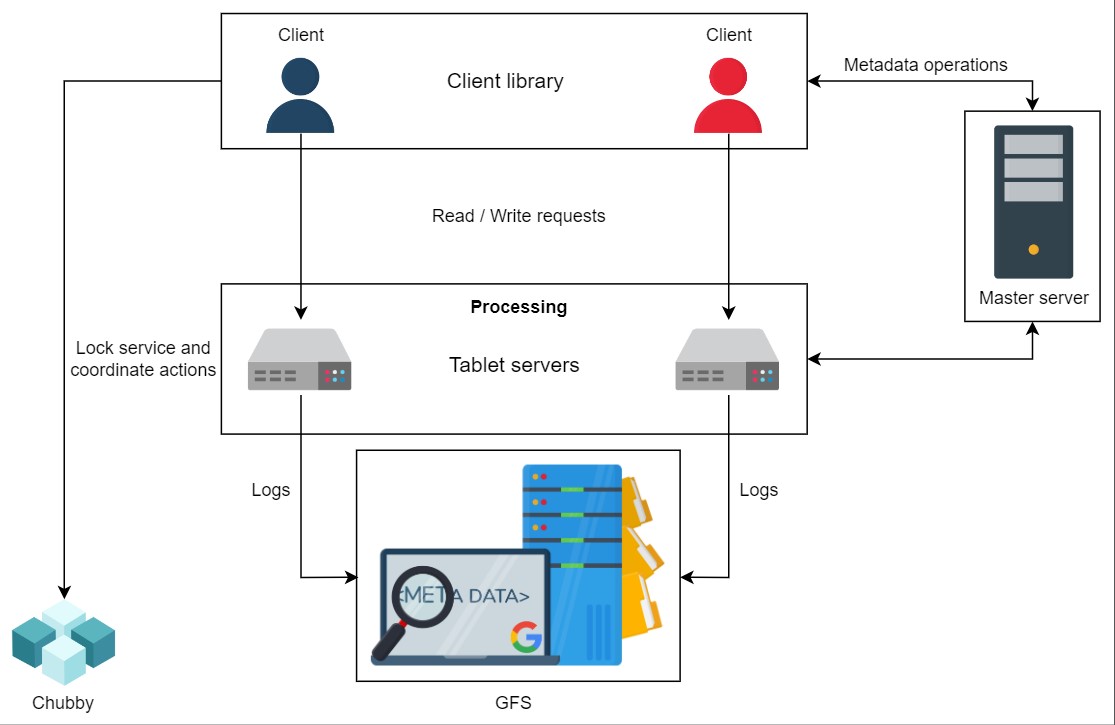 Client
Client
Client library
Metadata operations
Read / Write requests
Master server
Processing
Lock service and
coordinate actions
Tablet servers
Logs
Logs
<META DATA>
G
Chubby
GFS